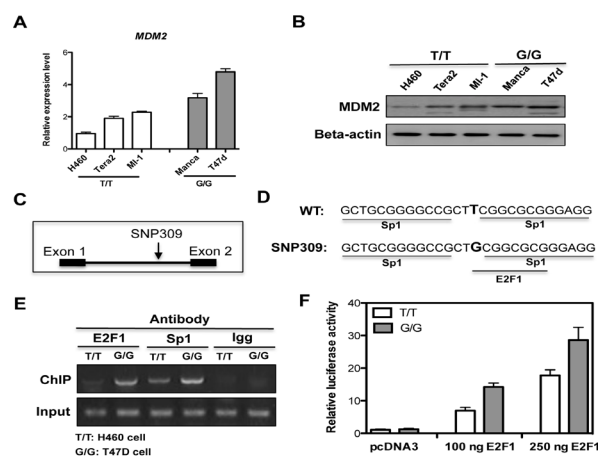 A
MDM2
Relative expression level
6
4
2
0
H460
Tera2
MI-1
Manca
T47d
T/T
G/G
B
T/T
G/G
H460
Tera2
MI-1
Manca
T47d
MDM2
Beta-actin
C
SNP309
Exon 1
Exon 2
D
WT: GCTGCGGGGCCGCTTCGGCGCGGGAGG
Sp1 Sp1
SNP309: GCTGCGGGGCCGCTGCGGCGCGGGAGG
Sp1 Sp1
E2F1
E
Antibody
E2F1 Sp1 Igg
T/T G/G T/T G/G T/T G/G
ChIP
Input
T/T: H460 cell
G/G: T47D cell
F
Relative luciferase activity
40
30
20
10
0
T/T
G/G
pcDNA3 100 ng E2F1 250 ng E2F1